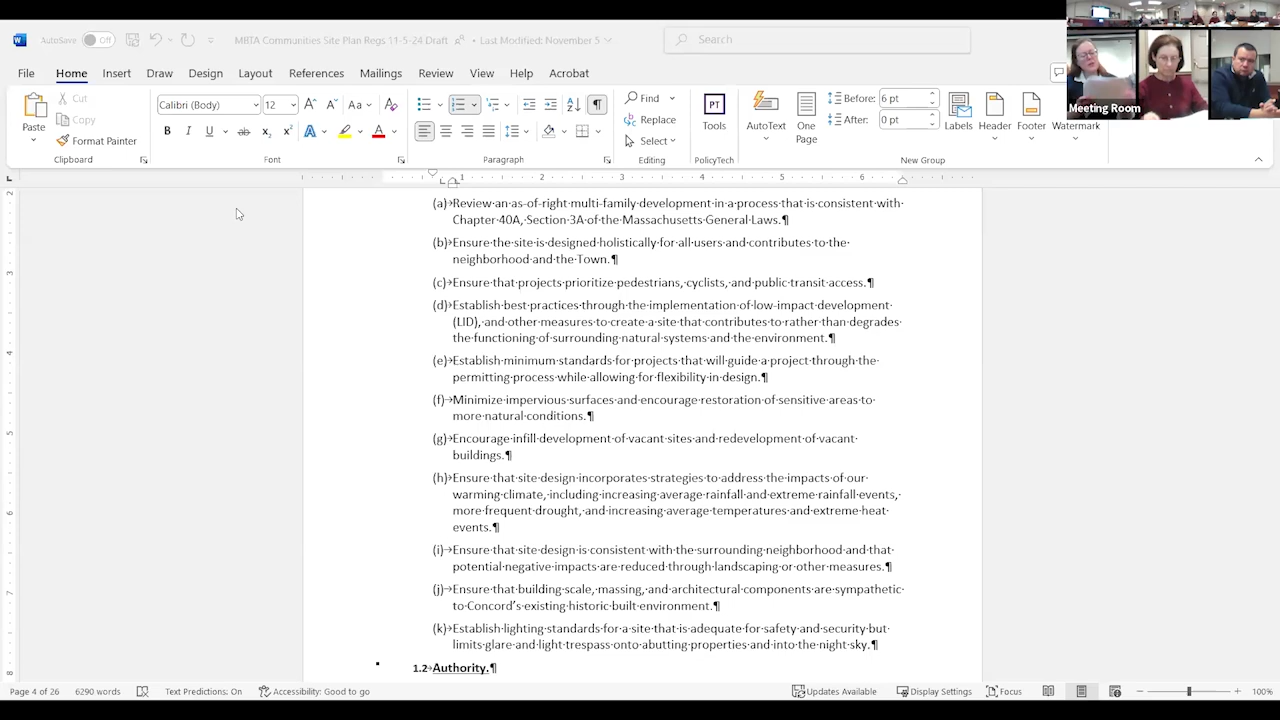 AutoSave Off MBTA Communities Site Plan Regs 11-5-24 Draft • Last Modified: November 5 Search
File Home Insert Draw Design Layout References Mailings Review View Help Acrobat
Meeting Room
Paste Cut Copy Format Painter
Clipboard
Calibri (Body) 12
Font
Paragraph
Find Replace Select
Editing
Tools
PolicyTech
AutoText One Page Before: 6 pt After: 0 pt Labels Header Footer Watermark
New Group
1 2 3 4 5 6
(a) Review an as-of-right multi-family development in a process that is consistent with
Chapter 40A, Section 3A of the Massachusetts General Laws.¶
(b) Ensure the site is designed holistically for all users and contributes to the
neighborhood and the Town.¶
(c) Ensure that projects prioritize pedestrians, cyclists, and public transit access.¶
(d) Establish best practices through the implementation of low-impact development
(LID), and other measures to create a site that contributes to rather than degrades
the functioning of surrounding natural systems and the environment.¶
(e) Establish minimum standards for projects that will guide a project through the
permitting process while allowing for flexibility in design.¶
(f) Minimize impervious surfaces and encourage restoration of sensitive areas to
more natural conditions.¶
(g) Encourage infill development of vacant sites and redevelopment of vacant
buildings.¶
(h) Ensure that site design incorporates strategies to address the impacts of our
warming climate, including increasing average rainfall and extreme rainfall events,
more frequent drought, and increasing average temperatures and extreme heat
events.¶
(i) Ensure that site design is consistent with the surrounding neighborhood and that
potential negative impacts are reduced through landscaping or other measures.¶
(j) Ensure that building scale, massing, and architectural components are sympathetic
to Concord's existing historic built environment.¶
(k) Establish lighting standards for a site that is adequate for safety and security but
limits glare and light trespass onto abutting properties and into the night sky.¶
1.2 Authority.¶
Page 4 of 26 6290 words Text Predictions: On Accessibility: Good to go Updates Available Display Settings Focus 100%